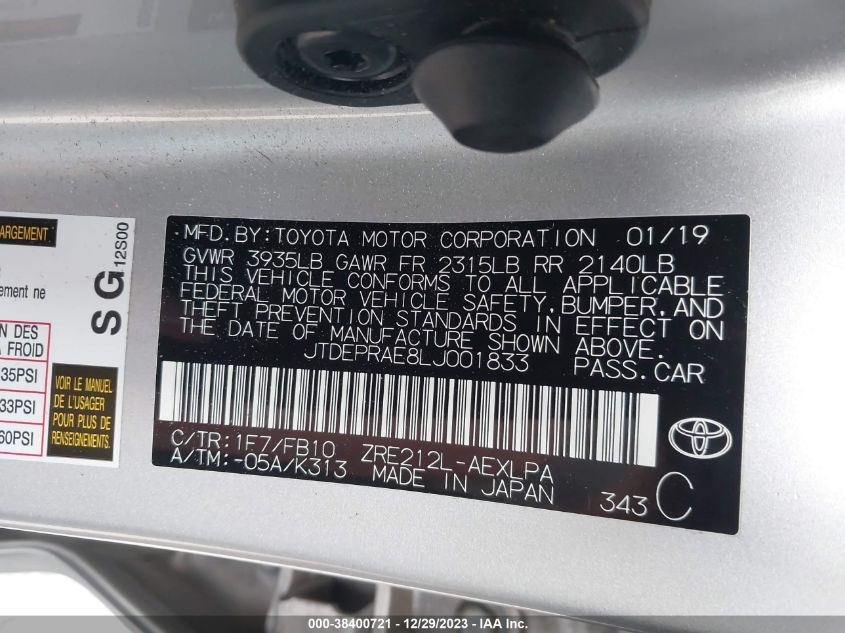 ARGEMENT
ement ne
N DES
A FROID
35PSI
33PSI
60PSI
SG 12S00
VOIR LE MANUEL
DE L'USAGER
POUR PLUS DE
RENSEIGNEMENTS.
MFD. BY: TOYOTA MOTOR CORPORATION 01/19
GVWR 3935LB GAWR FR 2315LB RR 2140LB
THIS VEHICLE CONFORMS TO ALL APPLICABLE
FEDERAL MOTOR VEHICLE SAFETY, BUMPER, AND
THEFT PREVENTION STANDARDS IN EFFECT ON
THE DATE OF MANUFACTURE SHOWN ABOVE.
JTDEPRAE8LJ001833 PASS. CAR
C/TR: 1F7/FB10 ZRE212L-AEXLPA
A/TM: -05A/K313 MADE IN JAPAN
343 C
000-38400721 - 12/29/2023 - IAAI.COM